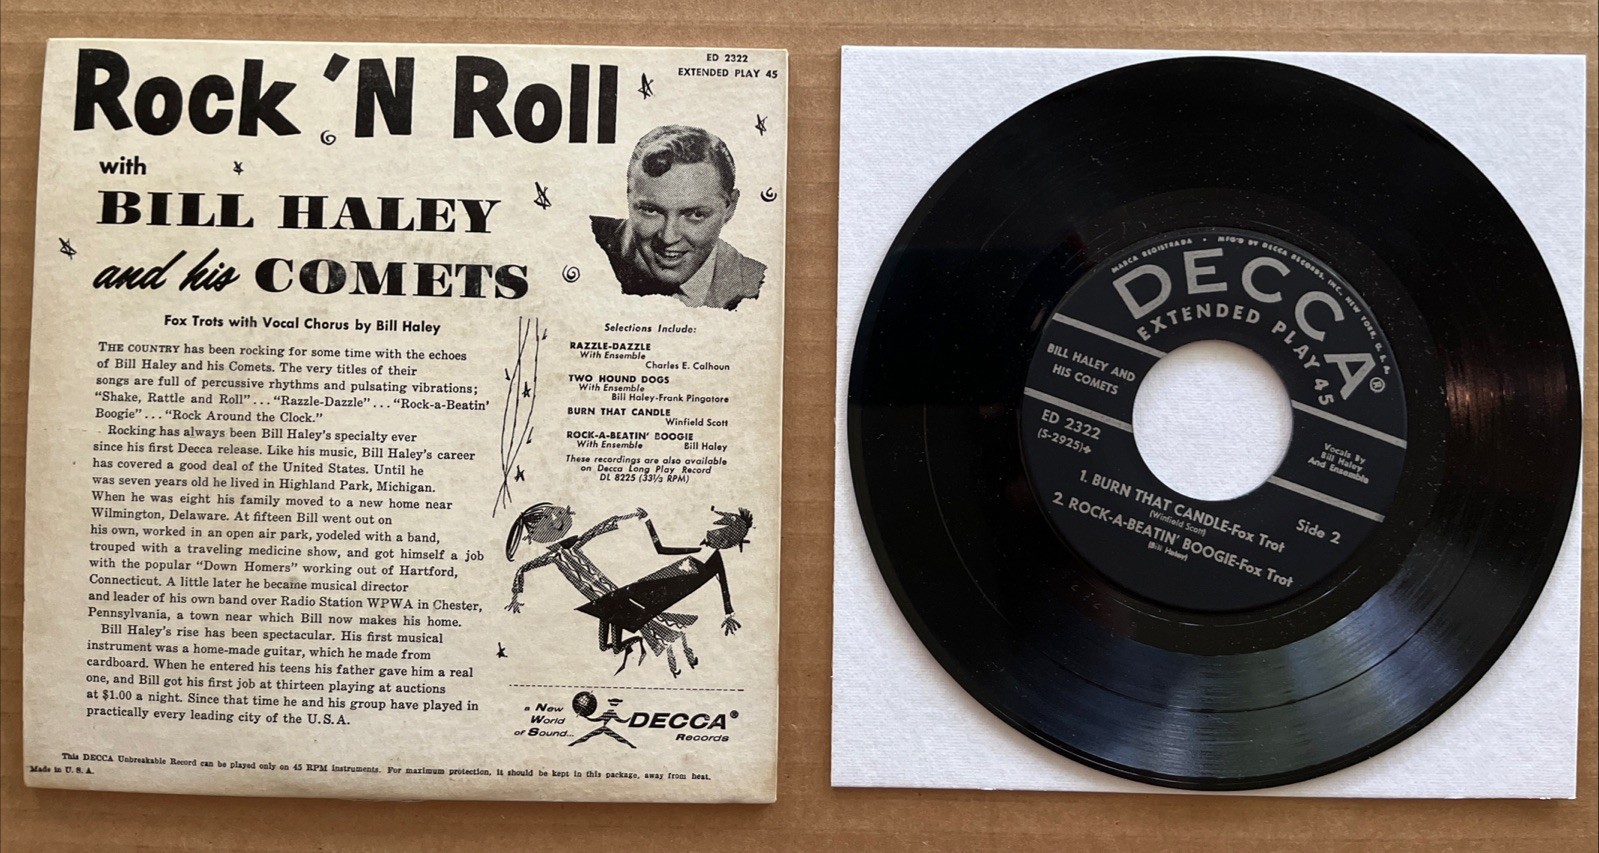 Rock 'N Roll
ED 2322
EXTENDED PLAY 45
with
BILL HALEY
and his COMETS
Fox Trots with Vocal Chorus by Bill Haley
THE COUNTRY has been rocking for some time with the echoes
of Bill Haley and his Comets. The very titles of their
songs are full of percussive rhythms and pulsating vibrations;
"Shake, Rattle and Roll"... "Razzle-Dazzle"... "Rock-a-Beatin'
Boogie"... "Rock Around the Clock."
Rocking has always been Bill Haley's specialty ever
since his first Decca release. Like his music, Bill Haley's career
has covered a good deal of the United States. Until he
was seven years old he lived in Highland Park, Michigan.
When he was eight his family moved to a new home near
Wilmington, Delaware. At fifteen Bill went out on
his own, worked in an open air park, yodeled with a band,
trouped with a traveling medicine show, and got himself a job
with the popular "Down Homers" working out of Hartford,
Connecticut. A little later he became musical director
and leader of his own band over Radio Station WPWA in Chester,
Pennsylvania, a town near which Bill now makes his home.
Bill Haley's rise has been spectacular. His first musical
instrument was a home-made guitar, which he made from
cardboard. When he entered his teens his father gave him a real
one, and Bill got his first job at thirteen playing at auctions
at $1.00 a night. Since that time he and his group have played in
practically every leading city of the U.S.A.
Selections Include:
RAZZLE-DAZZLE
With Ensemble
Charles E. Calhoun
TWO HOUND DOGS
With Ensemble
Bill Haley-Frank Pingatore
BURN THAT CANDLE
Winfield Scott
ROCK-A-BEATIN' BOOGIE
With Ensemble Bill Haley
These recordings are also available
on Decca Long Play Record
DL 8225 (33⅓ RPM)
a New
World
of Sound...
DECCA®
Records
This DECCA Unbreakable Record can be played only on 45 RPM instruments. For maximum protection, it should be kept in this package, away from heat.
Made in U. S. A.
MARCA REGISTRADA • MFG'D BY DECCA RECORDS, INC., NEW YORK, U. S. A.
DECCA®
EXTENDED PLAY 45
BILL HALEY AND
HIS COMETS
ED 2322
(S-2925)+
Vocals By
Bill Haley
And Ensemble
Side 2
1. BURN THAT CANDLE-Fox Trot
(Winfield Scott)
2. ROCK-A-BEATIN' BOOGIE-Fox Trot
(Bill Haley)